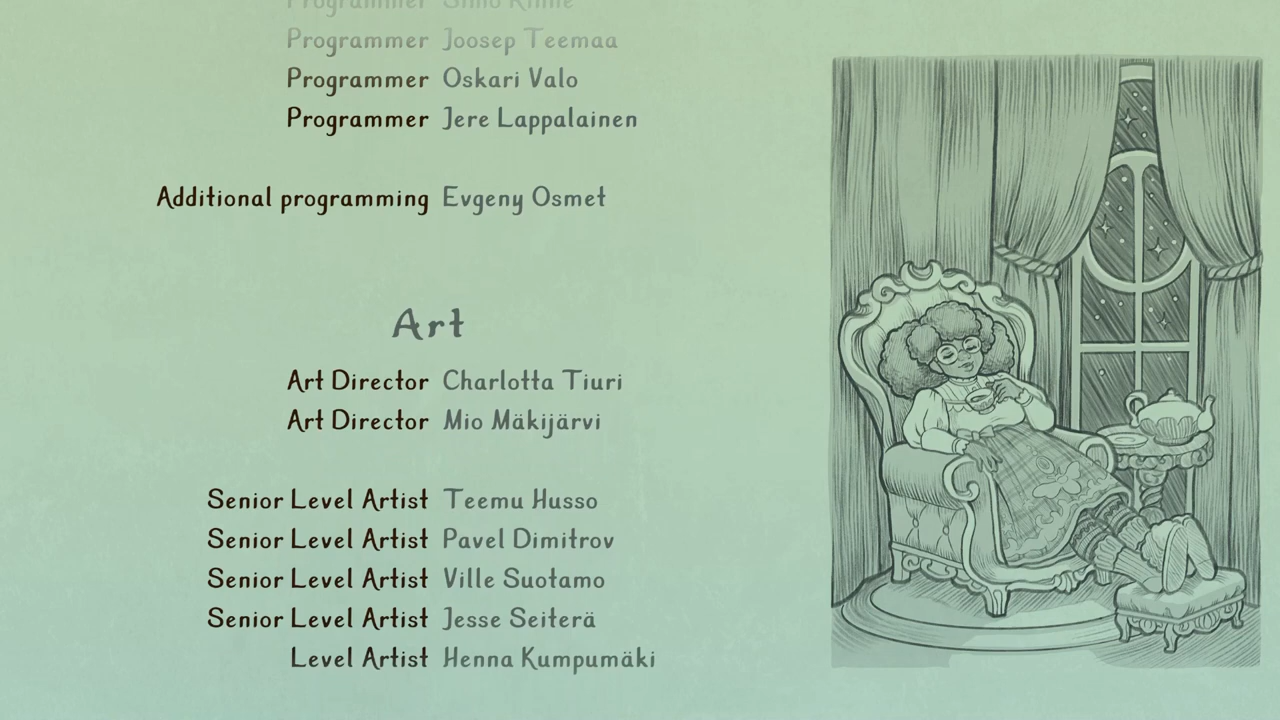 Programmer
Programmer Joosep Teemaa
Programmer Oskari Valo
Programmer Jere Lappalainen
Additional programming Evgeny Osmet
Art
Art Director Charlotta Tiuri
Art Director Mio Mäkijärvi
Senior Level Artist Teemu Husso
Senior Level Artist Pavel Dimitrov
Senior Level Artist Ville Suotamo
Senior Level Artist Jesse Seiterä
Level Artist Henna Kumpumäki